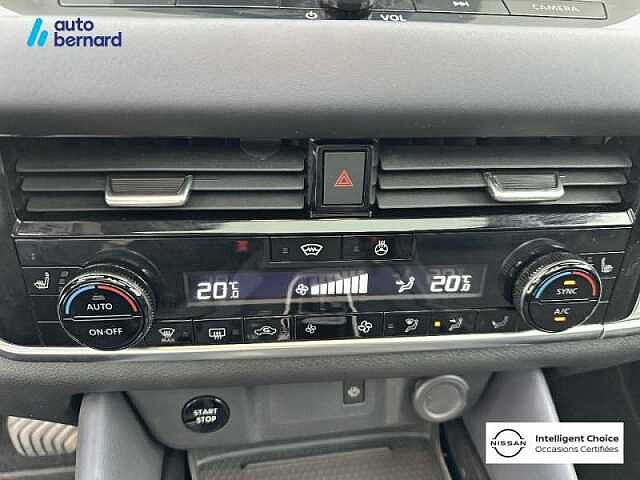 auto
bernard
VOL
CAMERA
AUTO
ON·OFF
20°C
20°C
SYNC
A/C
MAX
START
STOP
NISSAN
Intelligent Choice
Occasions Certifiées